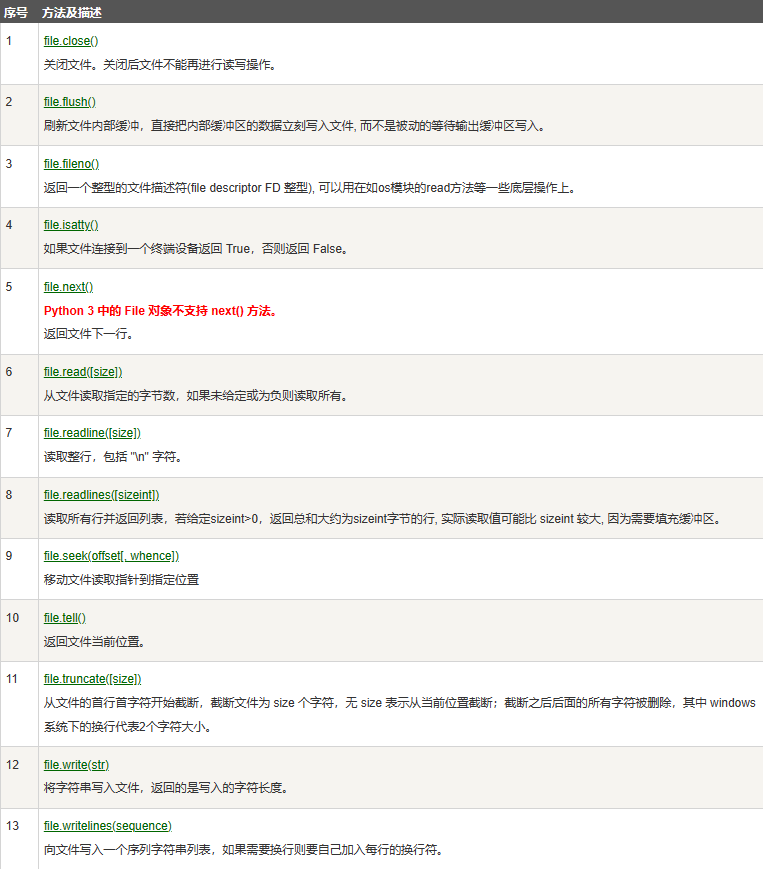 序号 方法及描述
1 file.close()
关闭文件。关闭后文件不能再进行读写操作。
2 file.flush()
刷新文件内部缓冲，直接把内部缓冲区的数据立刻写入文件, 而不是被动的等待输出缓冲区写入。
3 file.fileno()
返回一个整型的文件描述符(file descriptor FD 整型), 可以用在如os模块的read方法等一些底层操作上。
4 file.isatty()
如果文件连接到一个终端设备返回 True，否则返回 False。
5 file.next()
Python 3 中的 File 对象不支持 next() 方法。
返回文件下一行。
6 file.read([size])
从文件读取指定的字节数，如果未给定或为负则读取所有。
7 file.readline([size])
读取整行，包括 "\n" 字符。
8 file.readlines([sizeint])
读取所有行并返回列表，若给定sizeint>0，返回总和大约为sizeint字节的行, 实际读取值可能比 sizeint 较大, 因为需要填充缓冲区。
9 file.seek(offset[, whence])
移动文件读取指针到指定位置
10 file.tell()
返回文件当前位置。
11 file.truncate([size])
从文件的首行首字符开始截断，截断文件为 size 个字符，无 size 表示从当前位置截断；截断之后后面的所有字符被删除，其中 windows
系统下的换行代表2个字符大小。
12 file.write(str)
将字符串写入文件，返回的是写入的字符长度。
13 file.writelines(sequence)
向文件写入一个序列字符串列表，如果需要换行则要自己加入每行的换行符。